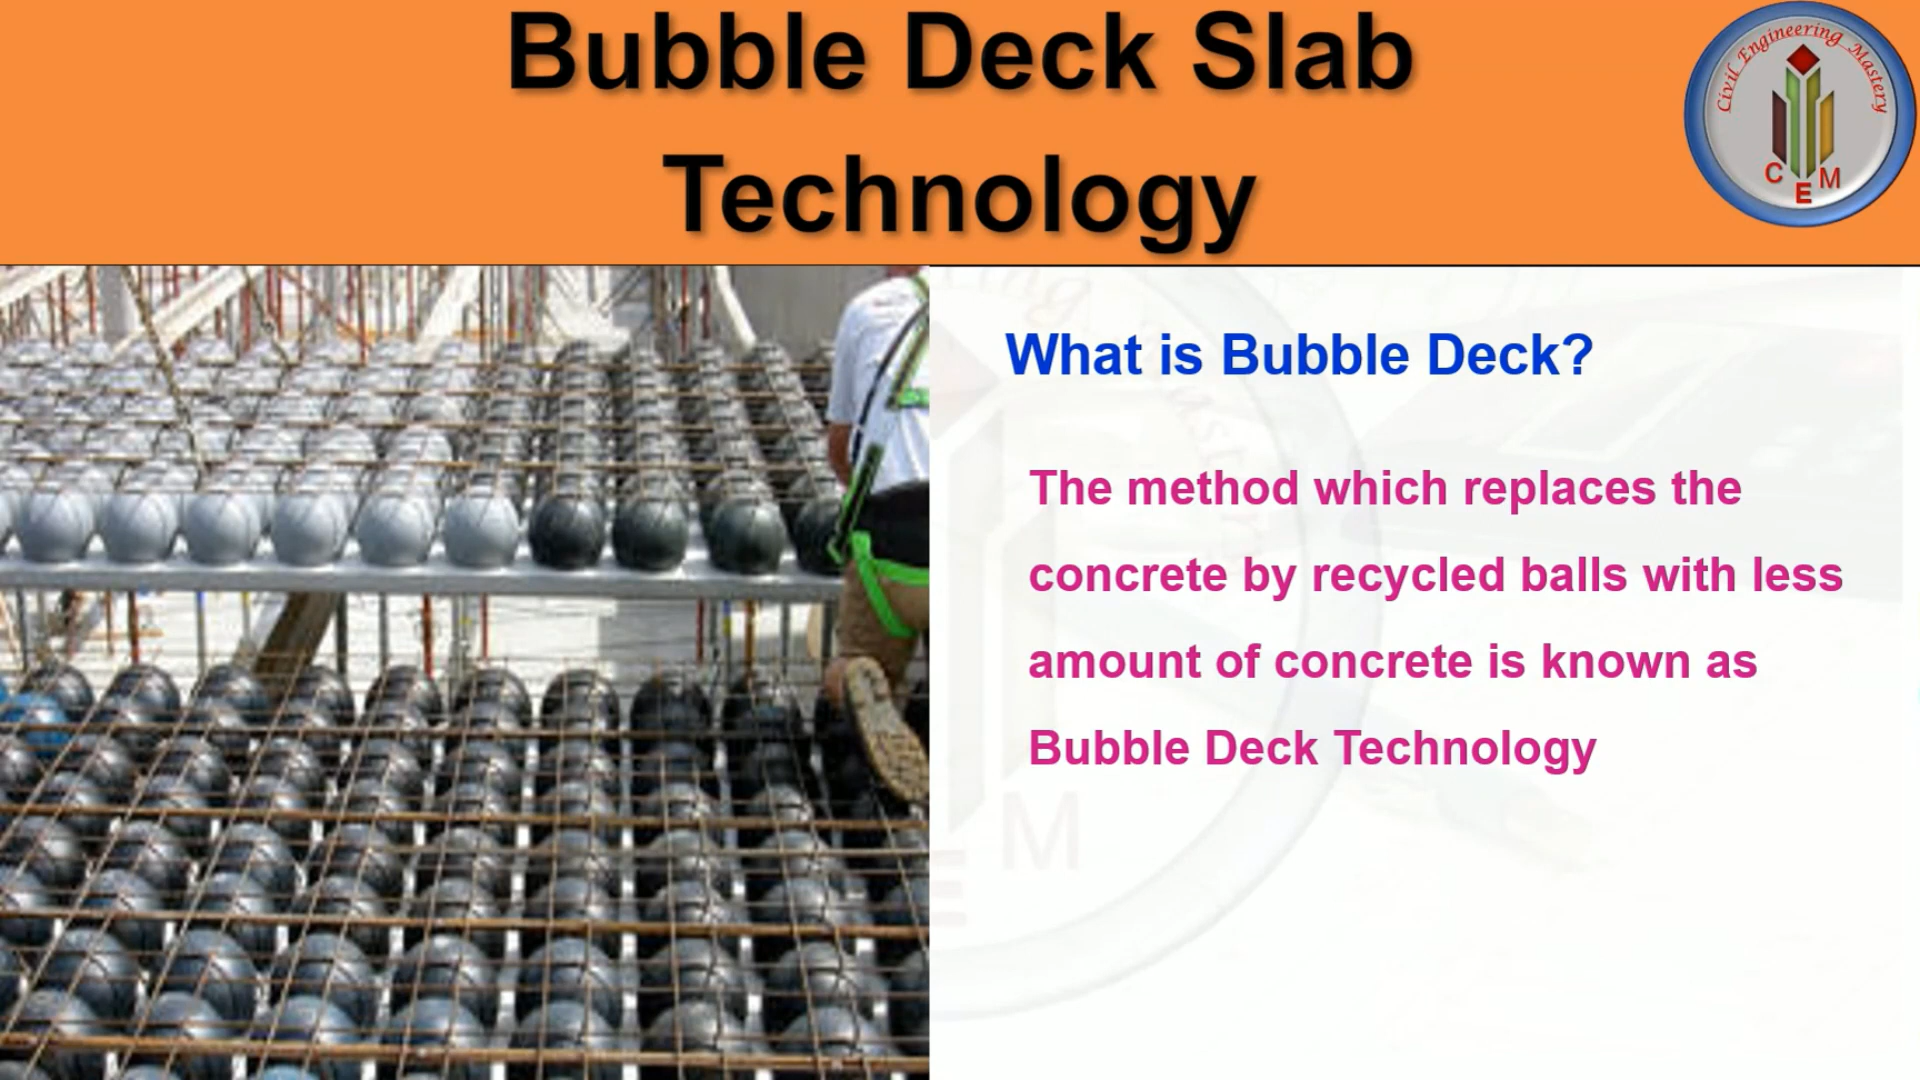 Bubble Deck Slab
Technology
Civil Engineering Mastery
C E M
What is Bubble Deck?
The method which replaces the
concrete by recycled balls with less
amount of concrete is known as
Bubble Deck Technology